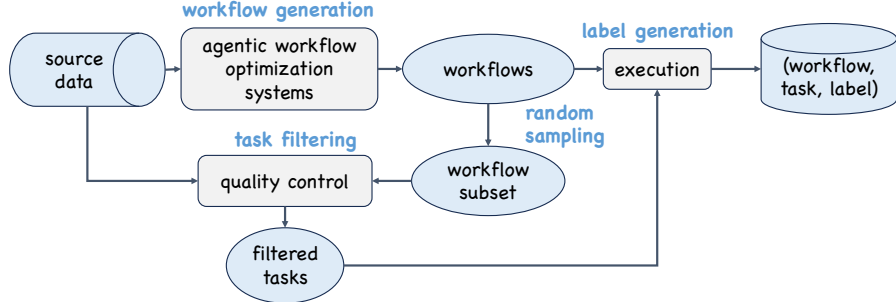 workflow generation
source
data
agentic workflow
optimization
systems
workflows
label generation
execution
(workflow,
task, label)
random
sampling
task filtering
quality control
workflow
subset
filtered
tasks